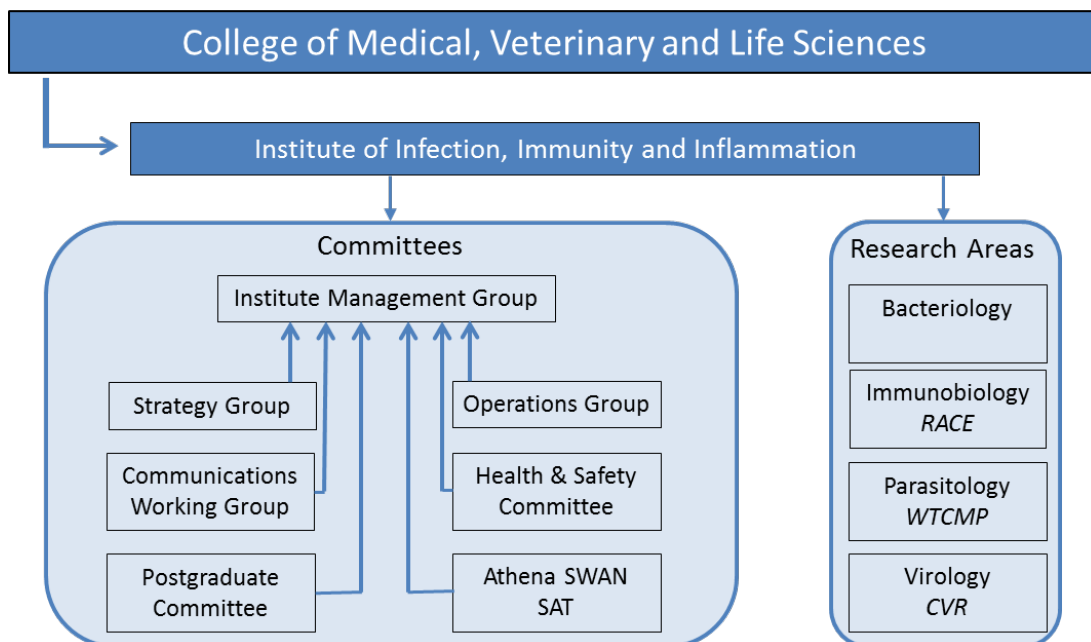 College of Medical, Veterinary and Life Sciences
Institute of Infection, Immunity and Inflammation
Committees
Institute Management Group
Strategy Group
Operations Group
Communications
Working Group
Health & Safety
Committee
Postgraduate
Committee
Athena SWAN
SAT
Research Areas
Bacteriology
Immunobiology
RACE
Parasitology
WTCMP
Virology
CVR